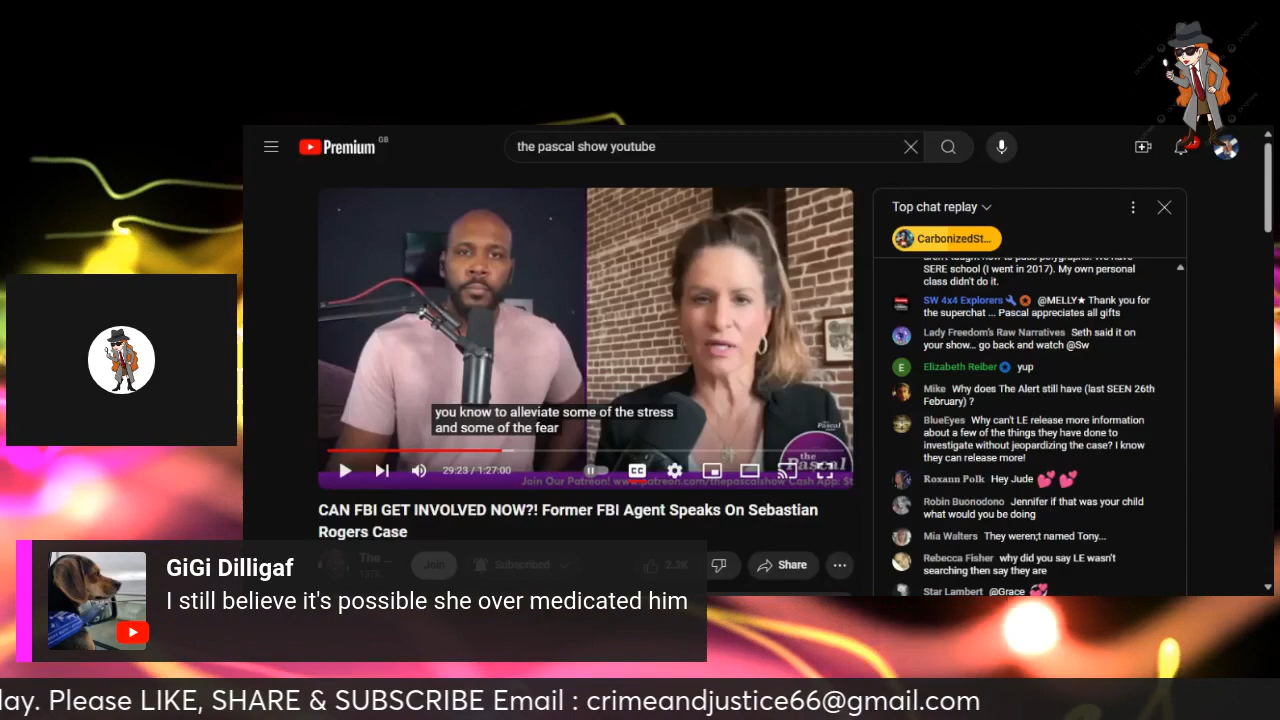 Premium GB
the pascal show youtube
you know to alleviate some of the stress
and some of the fear
the Pascal
29:23 / 1:27:00
CC
Join Our Patreon! www.patreon.com/thepascalshow Cash App: St
CAN FBI GET INVOLVED NOW?! Former FBI Agent Speaks On Sebastian
Rogers Case
The ...
Join
Subscribed
2.3K
Share
Top chat replay
CarbonizedSt...
SERE school (I went in 2017). My own personal
class didn't do it.
SW 4x4 Explorers @MELLY★ Thank you for
the superchat ... Pascal appreciates all gifts
Lady Freedom's Raw Narratives Seth said it on
your show... go back and watch @Sw
E Elizabeth Reiber yup
Mike Why does The Alert still have (last SEEN 26th
February) ?
BlueEyes Why can't LE release more information
about a few of the things they have done to
investigate without jeopardizing the case? I know
they can release more!
Roxann Polk Hey Jude
Robin Buonodono Jennifer if that was your child
what would you be doing
Mia Walters They weren;t named Tony...
Rebecca Fisher why did you say LE wasn't
searching then say they are
Star Lambert @Grace
GiGi Dilligaf
I still believe it's possible she over medicated him
lay. Please LIKE, SHARE & SUBSCRIBE Email : crimeandjustice66@gmail.com